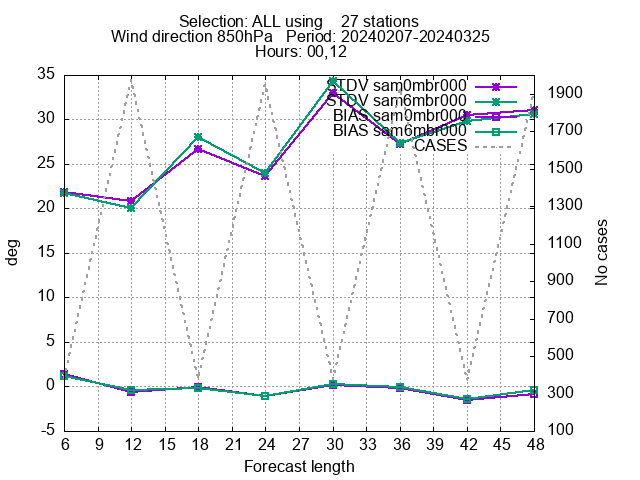 Selection: ALL using    27 stations
Wind direction 850hPa   Period: 20240207-20240325
Hours: 00,12
STDV sam0mbr000
STDV sam6mbr000
BIAS sam0mbr000
BIAS sam6mbr000
CASES
35
30
25
20
15
10
5
0
-5
deg
1900
1700
1500
1300
1100
900
700
500
300
100
No cases
6 9 12 15 18 21 24 27 30 33 36 39 42 45 48
Forecast length